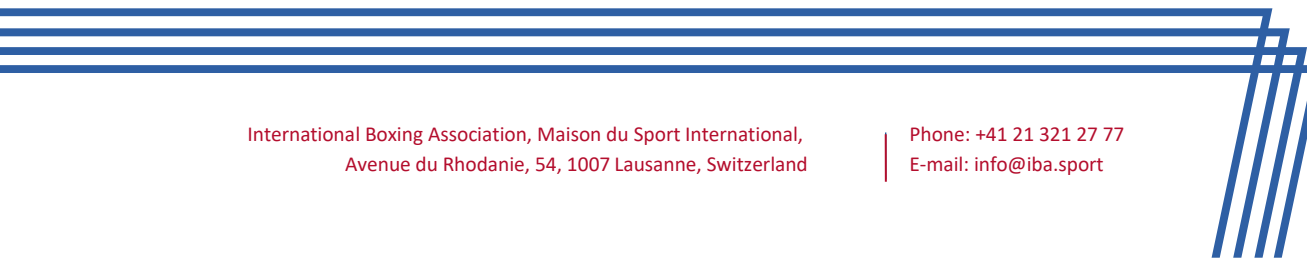 International Boxing Association, Maison du Sport International,
Avenue du Rhodanie, 54, 1007 Lausanne, Switzerland
Phone: +41 21 321 27 77
E-mail: info@iba.sport